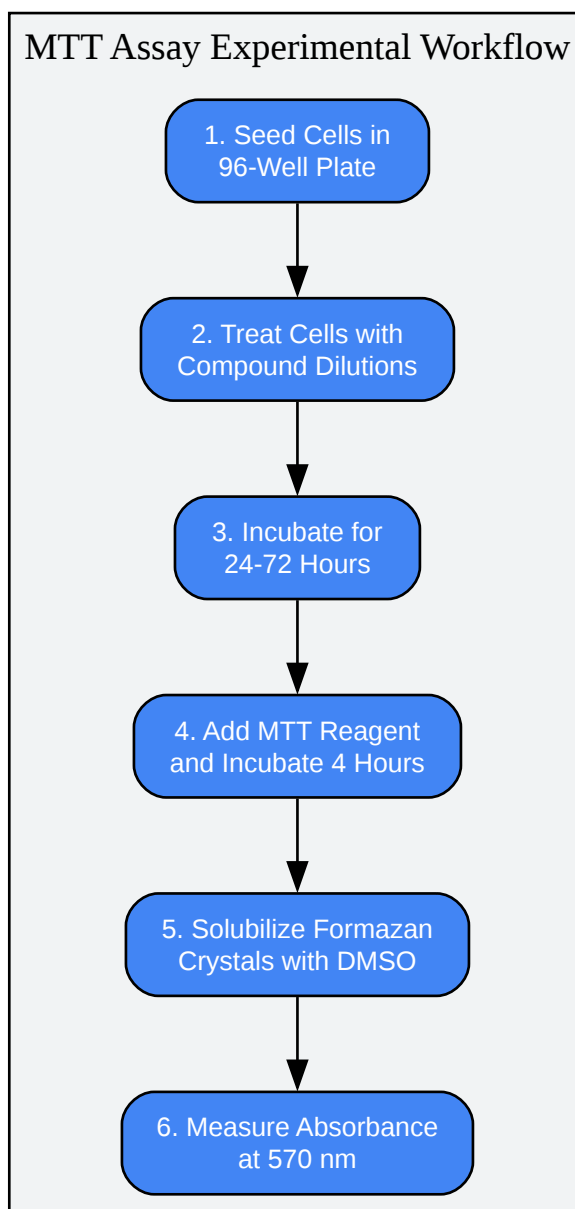 MTT Assay Experimental Workflow
1. Seed Cells in
96-Well Plate
2. Treat Cells with
Compound Dilutions
3. Incubate for
24-72 Hours
4. Add MTT Reagent
and Incubate 4 Hours
5. Solubilize Formazan
Crystals with DMSO
6. Measure Absorbance
at 570 nm